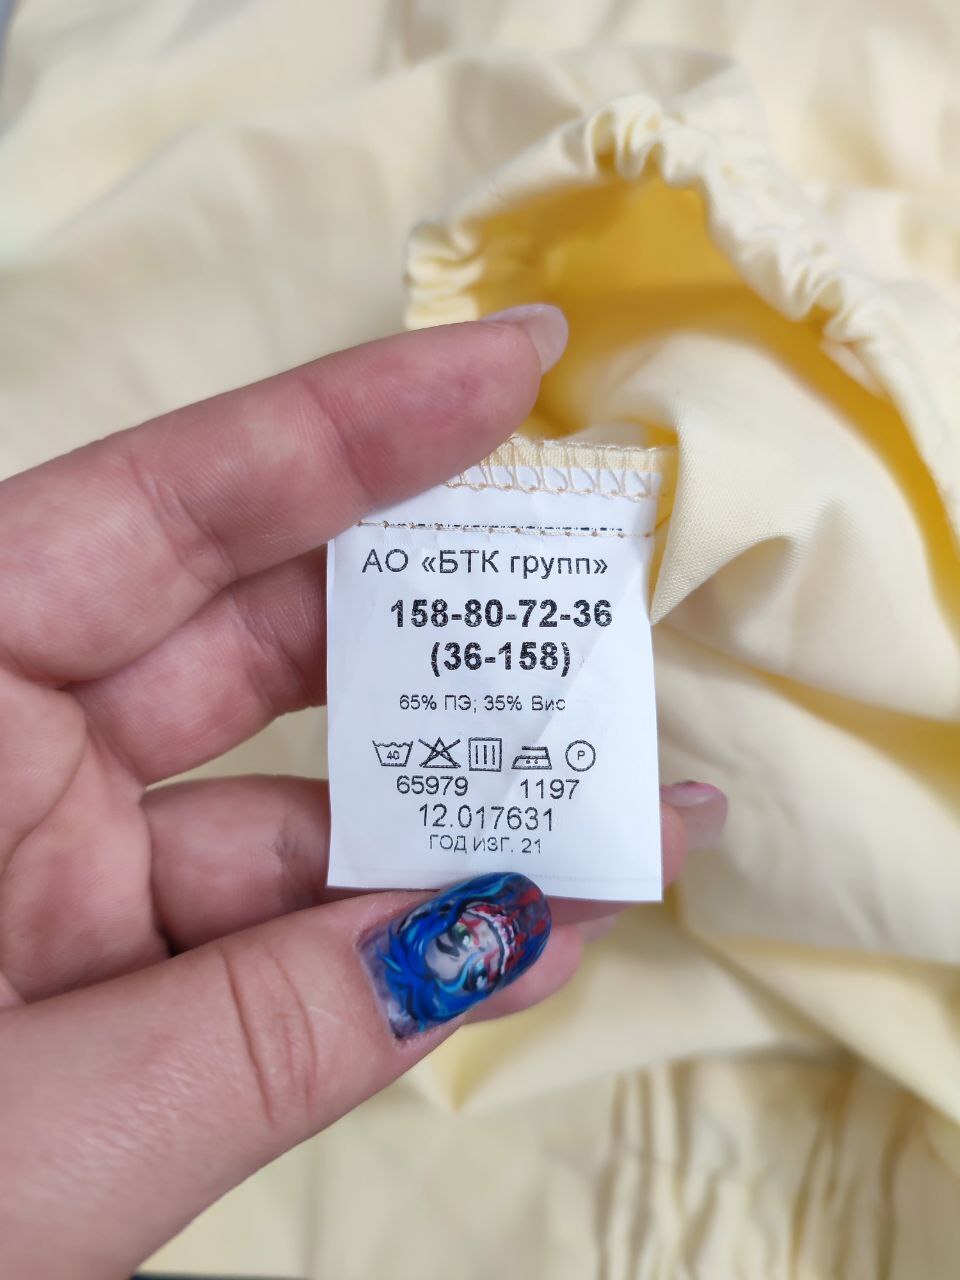 АО «БТК групп»
158-80-72-36
(36-158)
65% ПЭ; 35% Вис
40 P
65979 1197
12.017631
ГОД ИЗГ. 21